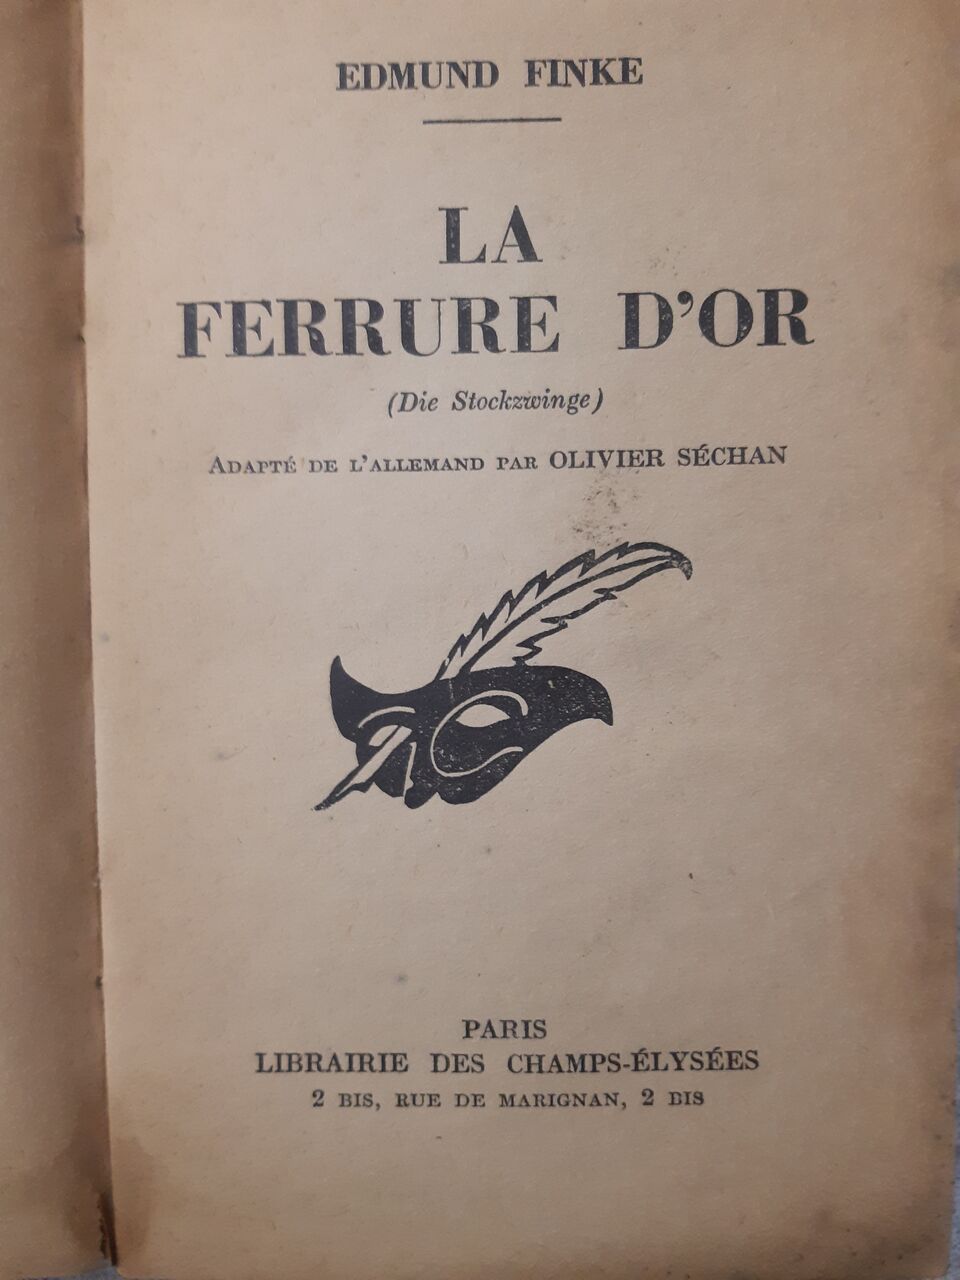 EDMUND FINKE
LA
FERRURE D'OR
(Die Stockzwinge)
ADAPTÉ DE L'ALLEMAND PAR OLIVIER SÉCHAN
PARIS
LIBRAIRIE DES CHAMPS-ÉLYSÉES
2 BIS, RUE DE MARIGNAN, 2 BIS